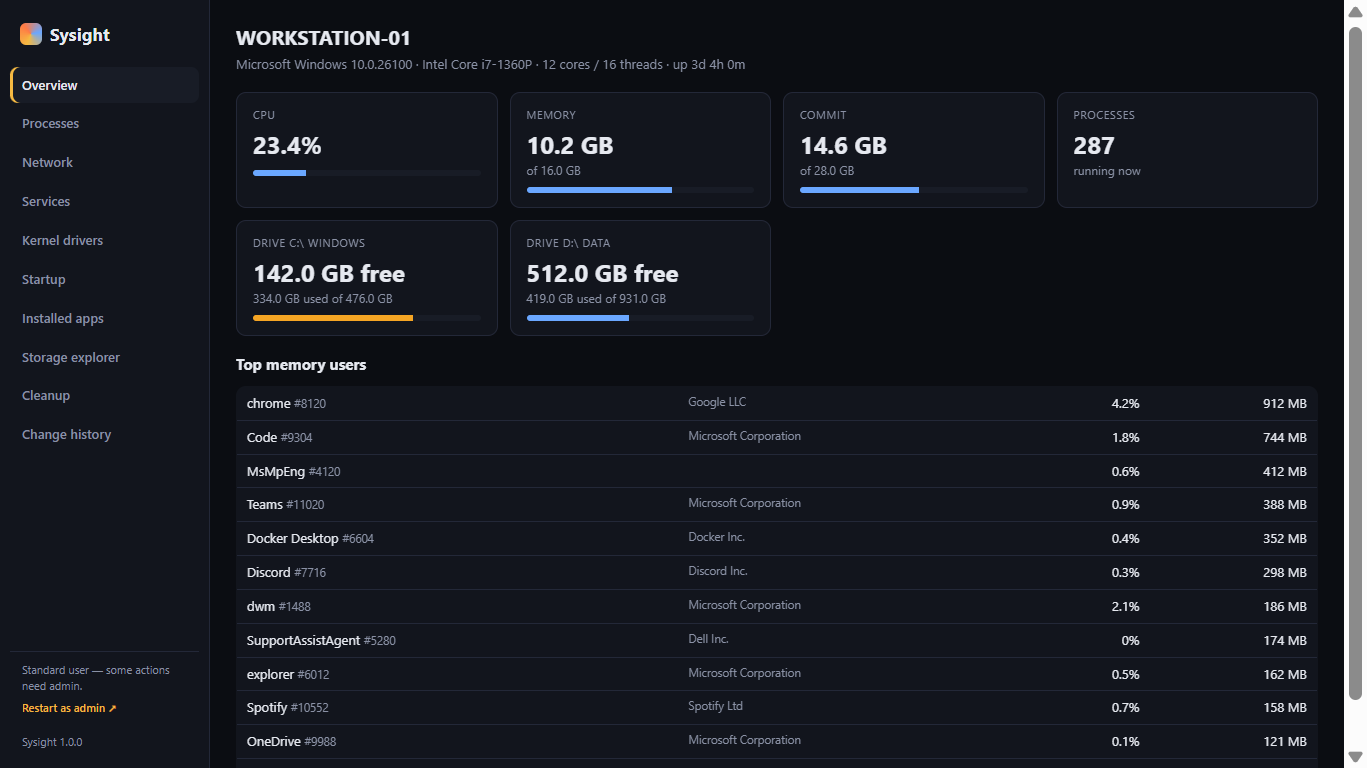 Sysight
Overview
Processes
Network
Services
Kernel drivers
Startup
Installed apps
Storage explorer
Cleanup
Change history
Standard user — some actions
need admin.
Restart as admin ↗
Sysight 1.0.0
WORKSTATION-01
Microsoft Windows 10.0.26100 · Intel Core i7-1360P · 12 cores / 16 threads · up 3d 4h 0m
CPU
23.4%
MEMORY
10.2 GB
of 16.0 GB
COMMIT
14.6 GB
of 28.0 GB
PROCESSES
287
running now
DRIVE C:\ WINDOWS
142.0 GB free
334.0 GB used of 476.0 GB
DRIVE D:\ DATA
512.0 GB free
419.0 GB used of 931.0 GB
Top memory users
chrome #8120 Google LLC 4.2% 912 MB
Code #9304 Microsoft Corporation 1.8% 744 MB
MsMpEng #4120 0.6% 412 MB
Teams #11020 Microsoft Corporation 0.9% 388 MB
Docker Desktop #6604 Docker Inc. 0.4% 352 MB
Discord #7716 Discord Inc. 0.3% 298 MB
dwm #1488 Microsoft Corporation 2.1% 186 MB
SupportAssistAgent #5280 Dell Inc. 0% 174 MB
explorer #6012 Microsoft Corporation 0.5% 162 MB
Spotify #10552 Spotify Ltd 0.7% 158 MB
OneDrive #9988 Microsoft Corporation 0.1% 121 MB